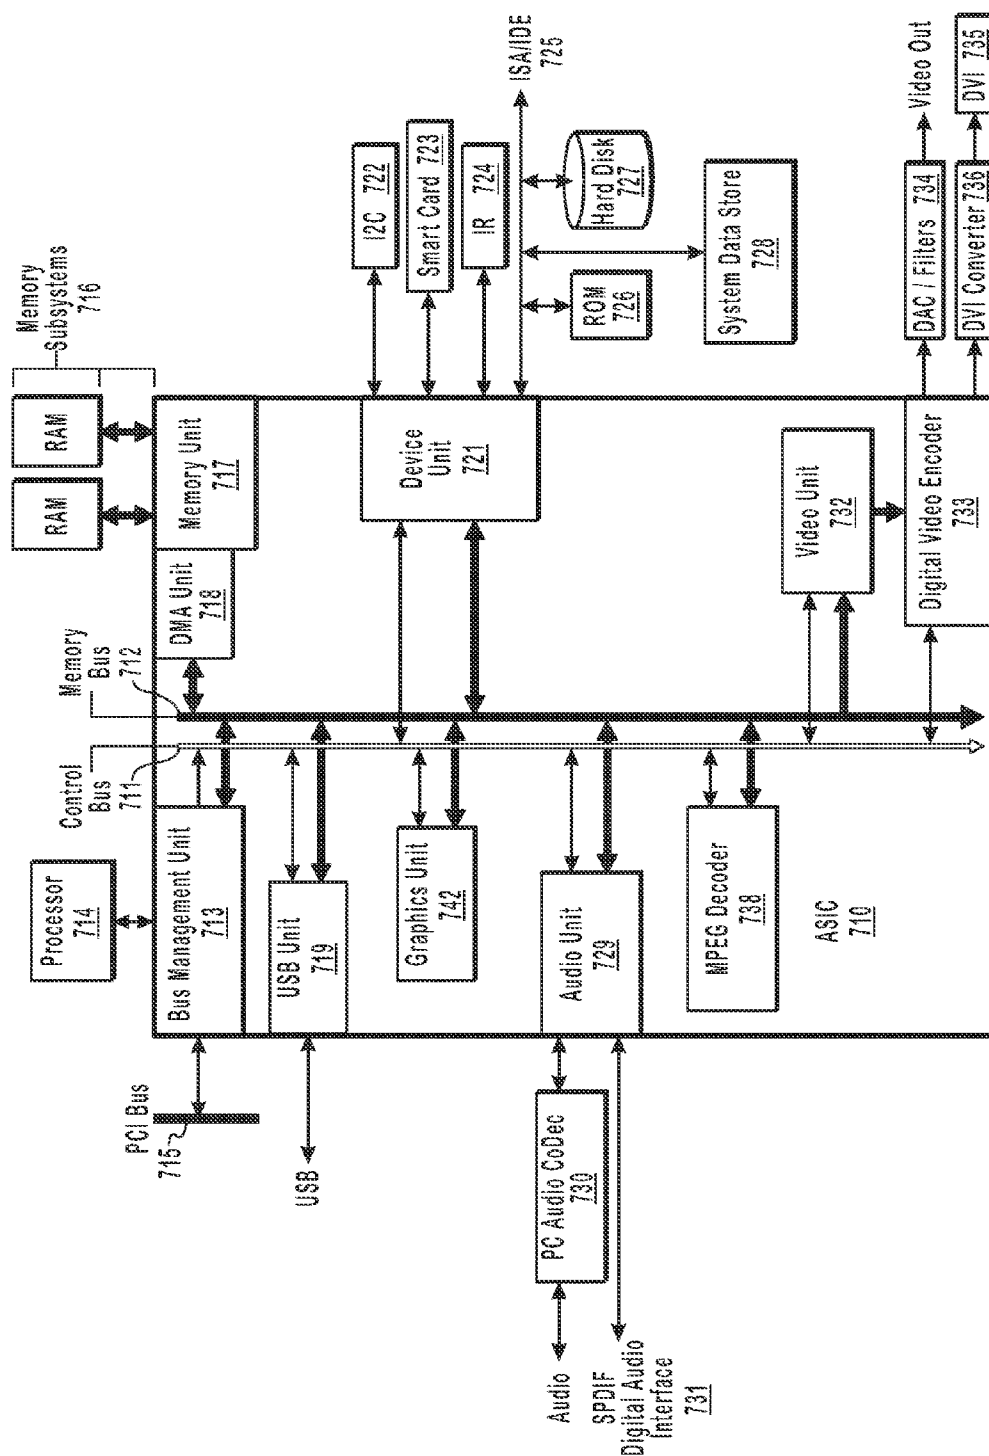 Processor
714
Control
Bus
711
Memory
Bus
712
RAM
RAM
Memory
Subsystems
716
PCI Bus
715
Bus Management Unit
713
DMA Unit
718
Memory Unit
717
USB
USB Unit
719
Graphics Unit
742
Device
Unit
721
I2C 722
Smart Card 723
IR 724
ISA/IDE
725
ROM
726
Hard Disk
727
System Data Store
728
Audio
PC Audio CoDec
730
Audio Unit
729
SPDIF
Digital Audio
Interface
731
MPEG Decoder
738
ASIC
710
Video Unit
732
Digital Video Encoder
733
DAC / Filters 734
Video Out
DVI Converter 736
DVI 735